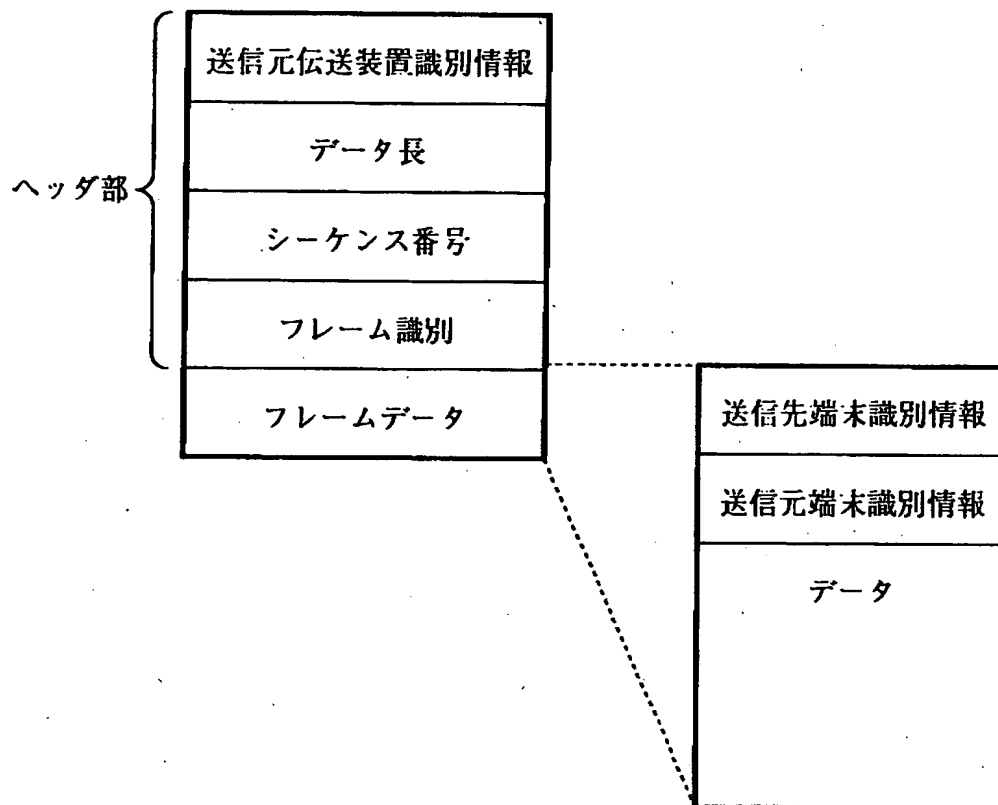 送信元伝送装置識別情報
データ長
ヘッダ部
シーケンス番号
フレーム識別
フレームデータ
送信先端末識別情報
送信元端末識別情報
データ